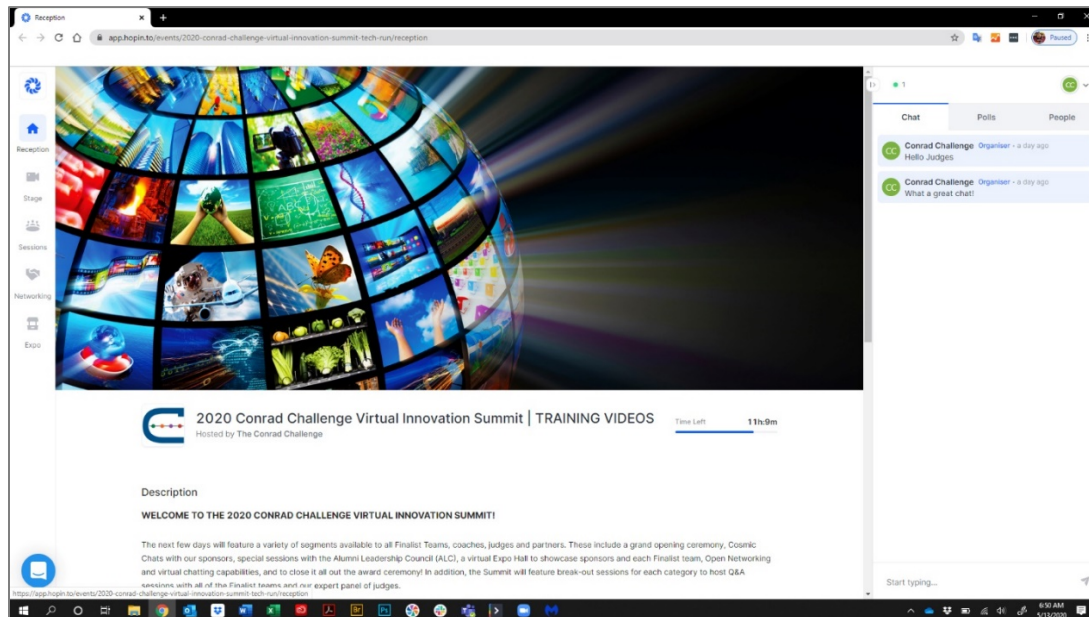 Reception
app.hopin.to/events/2020-conrad-challenge-virtual-innovation-summit-tech-run/reception
Paused
Reception
Stage
Sessions
Networking
Expo
2020 Conrad Challenge Virtual Innovation Summit | TRAINING VIDEOS
Hosted by The Conrad Challenge
Time Left 11h:9m
Description
WELCOME TO THE 2020 CONRAD CHALLENGE VIRTUAL INNOVATION SUMMIT!
The next few days will feature a variety of segments available to all Finalist Teams, coaches, judges and partners. These include a grand opening ceremony, Cosmic
Chats with our sponsors, special sessions with the Alumni Leadership Council (ALC), a virtual Expo Hall to showcase sponsors and each Finalist team, Open Networking
and virtual chatting capabilities, and to close it all out the award ceremony! In addition, the Summit will feature break-out sessions for each category to host Q&A
sessions with all of the Finalist teams and our expert panel of judges.
https://app.hopin.to/events/2020-conrad-challenge-virtual-innovation-summit-tech-run/reception
1
CC
Chat Polls People
CC
Conrad Challenge Organiser - a day ago
Hello Judges
CC
Conrad Challenge Organiser - a day ago
What a great chat!
Start typing...
6:50 AM
5/13/2020